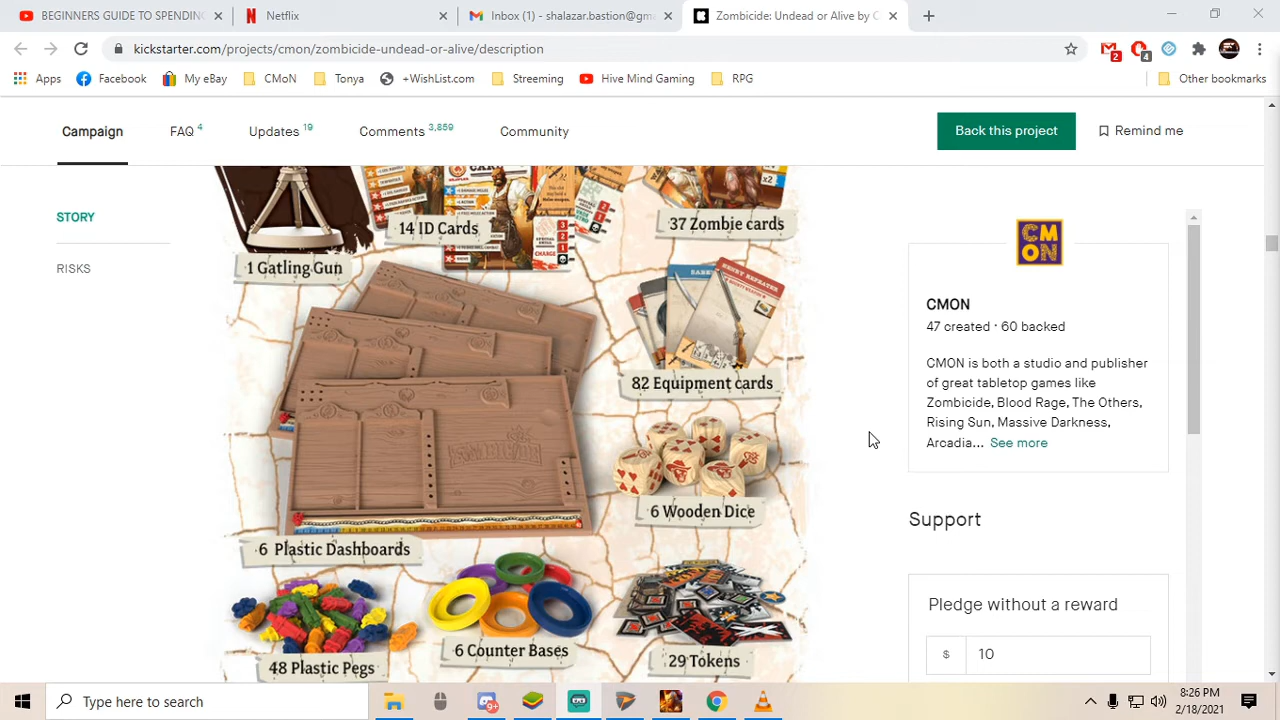 BEGINNERS GUIDE TO SPENDING
Netflix
Inbox (1) - shalazar.bastion@gma
Zombicide: Undead or Alive by C
kickstarter.com/projects/cmon/zombicide-undead-or-alive/description
2
4
Apps
Facebook
My eBay
CMoN
Tonya
+WishList.com
Streeming
Hive Mind Gaming
RPG
Other bookmarks
Campaign
FAQ 4
Updates 19
Comments 3,859
Community
Back this project
Remind me
STORY
RISKS
14 ID Cards
37 Zombie cards
1 Gatling Gun
CHARGE
82 Equipment cards
6 Plastic Dashboards
6 Wooden Dice
48 Plastic Pegs
6 Counter Bases
29 Tokens
CMON
CMON
47 created · 60 backed
CMON is both a studio and publisher
of great tabletop games like
Zombicide, Blood Rage, The Others,
Rising Sun, Massive Darkness,
Arcadia... See more
Support
Pledge without a reward
$ 10
Type here to search
9+
8:26 PM
2/18/2021